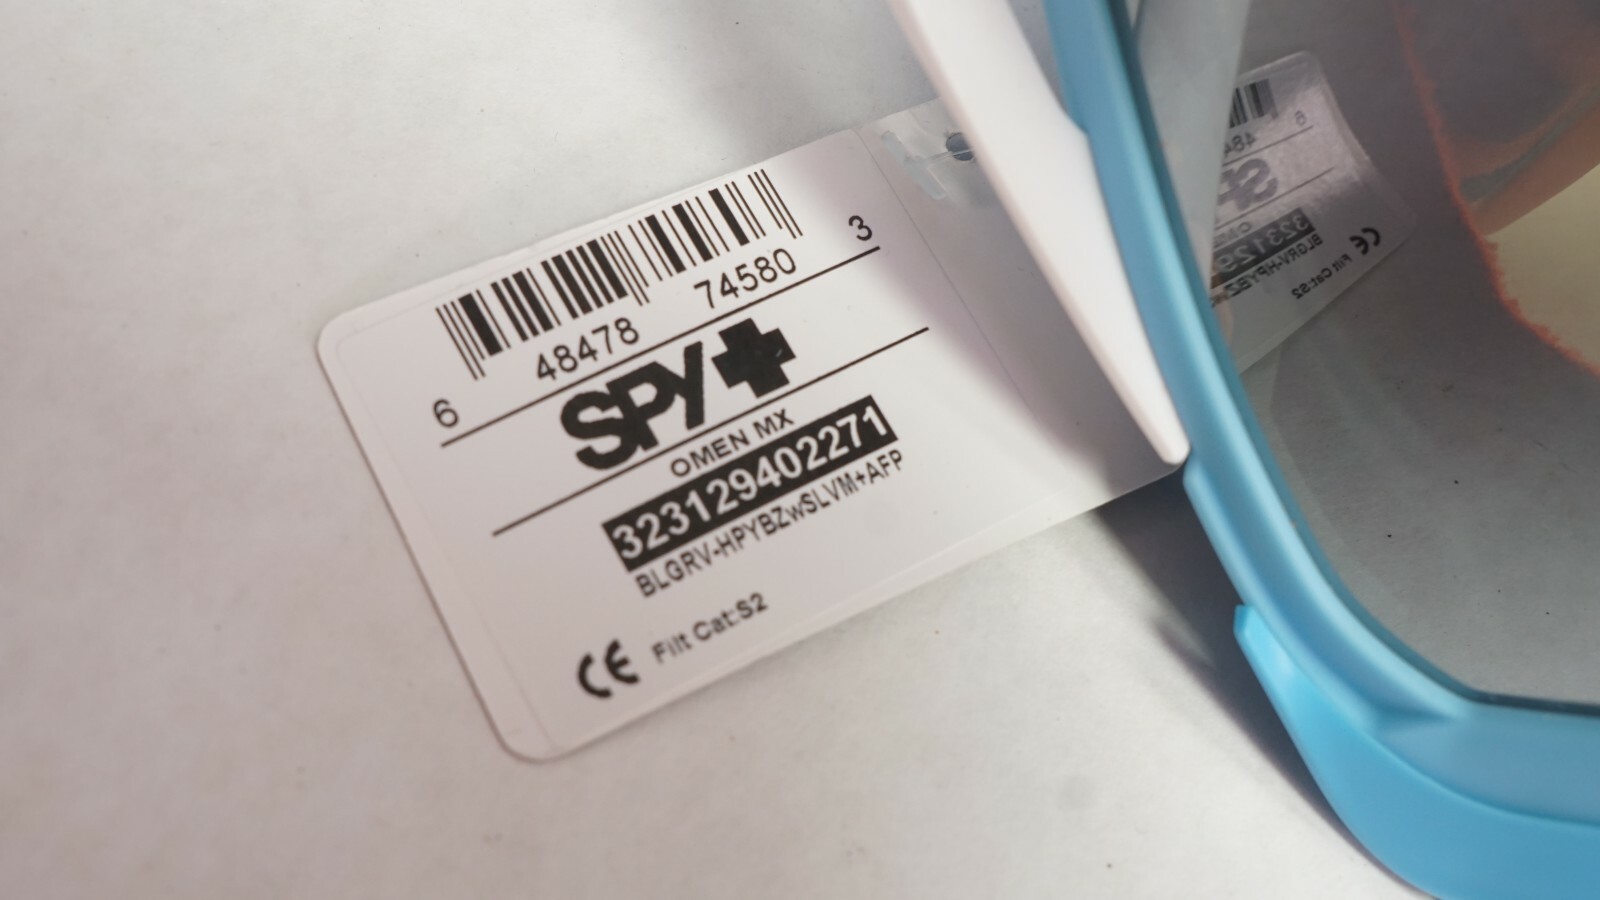 6 48478 74580 3
SPY+
OMEN MX
323129402271
BLGRV-HPYBZwSLVM+AFP
CE Filt Cat:S2